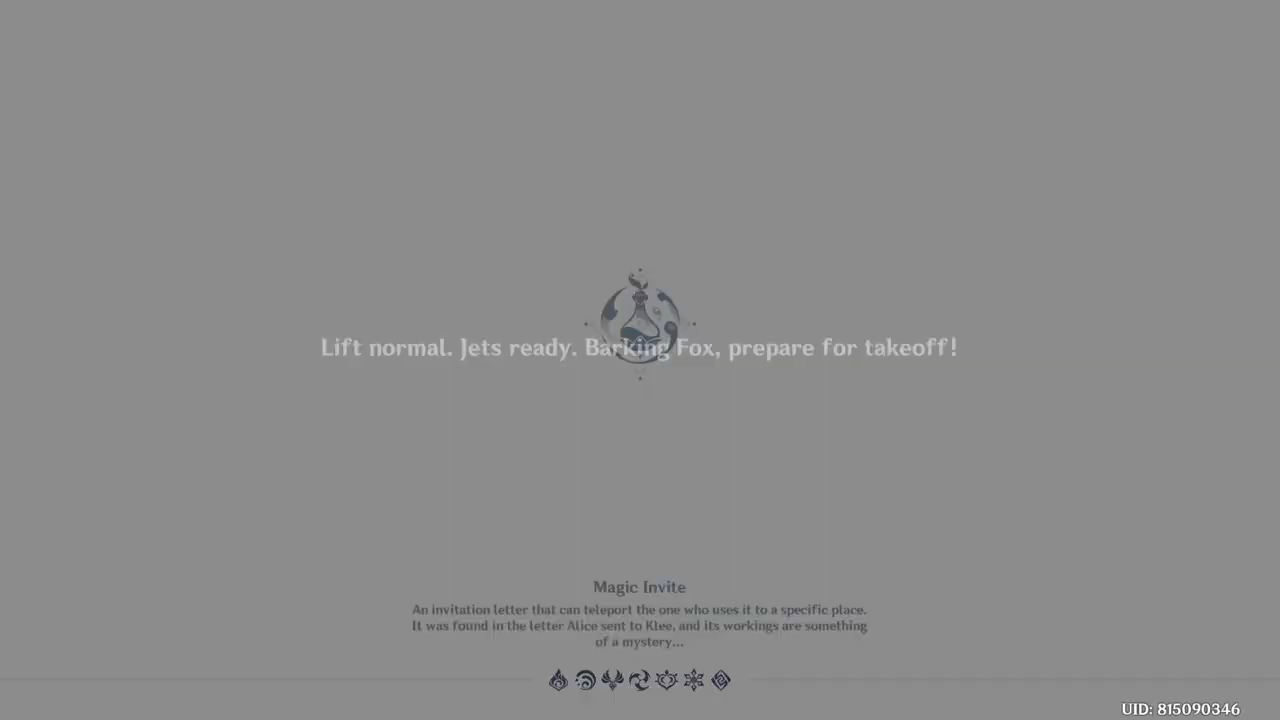 Lift normal. Jets ready. Barking Fox, prepare for takeoff!
Magic Invite
An invitation letter that can teleport the one who uses it to a specific place.
It was found in the letter Alice sent to Klee, and its workings are something
of a mystery...
UID: 815090346